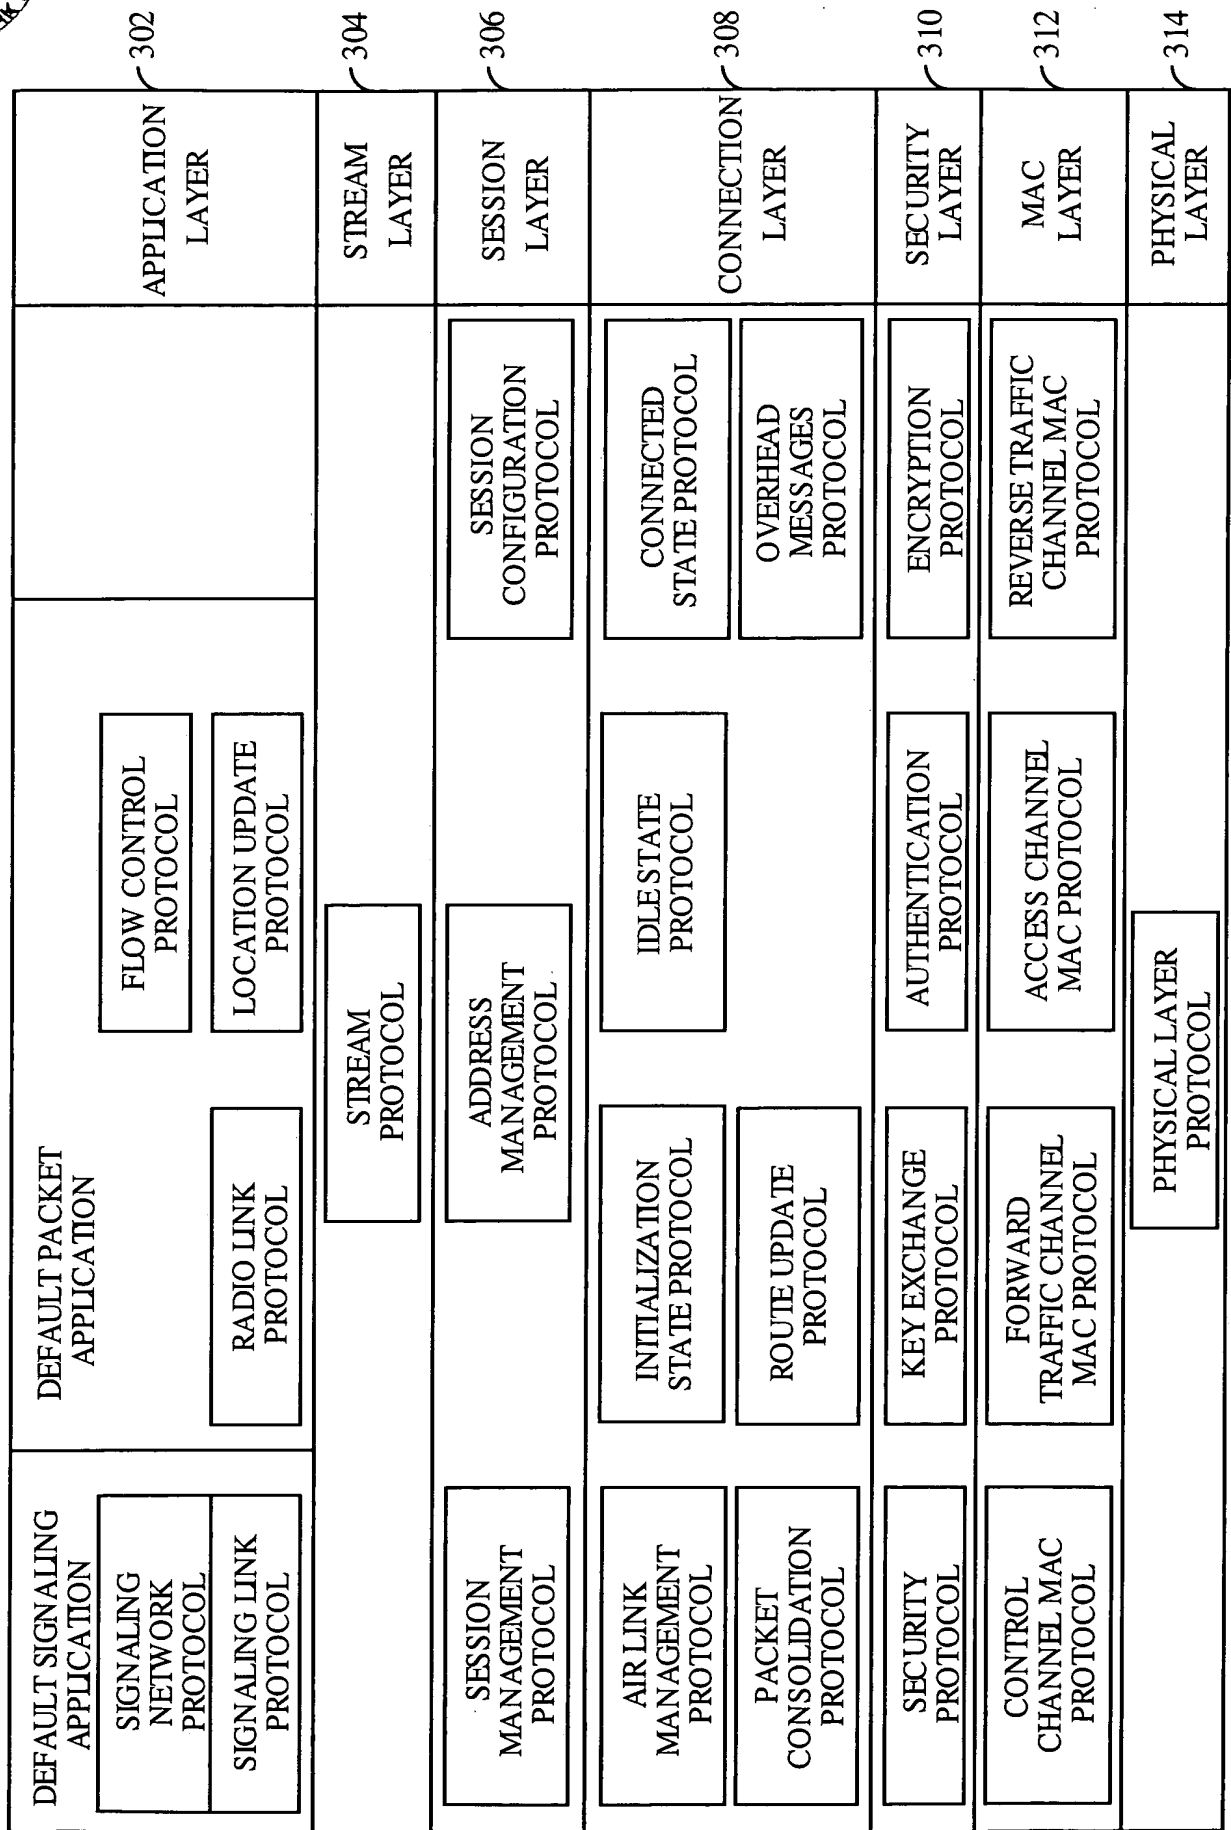 DEFAULT SIGNALING
APPLICATION
SIGNALING
NETWORK
PROTOCOL
SIGNALING LINK
PROTOCOL
DEFAULT PACKET
APPLICATION
RADIO LINK
PROTOCOL
FLOW CONTROL
PROTOCOL
LOCATION UPDATE
PROTOCOL
APPLICATION
LAYER
302
STREAM
PROTOCOL
STREAM
LAYER
304
SESSION
MANAGEMENT
PROTOCOL
ADDRESS
MANAGEMENT
PROTOCOL
SESSION
CONFIGURATION
PROTOCOL
SESSION
LAYER
306
AIR LINK
MANAGEMENT
PROTOCOL
INITIALIZATION
STATE PROTOCOL
IDLE STATE
PROTOCOL
CONNECTED
STATE PROTOCOL
PACKET
CONSOLIDATION
PROTOCOL
ROUTE UPDATE
PROTOCOL
OVERHEAD
MESSAGES
PROTOCOL
CONNECTION
LAYER
308
SECURITY
PROTOCOL
KEY EXCHANGE
PROTOCOL
AUTHENTICATION
PROTOCOL
ENCRYPTION
PROTOCOL
SECURITY
LAYER
310
CONTROL
CHANNEL MAC
PROTOCOL
FORWARD
TRAFFIC CHANNEL
MAC PROTOCOL
ACCESS CHANNEL
MAC PROTOCOL
REVERSE TRAFFIC
CHANNEL MAC
PROTOCOL
MAC
LAYER
312
PHYSICAL LAYER
PROTOCOL
PHYSICAL
LAYER
314